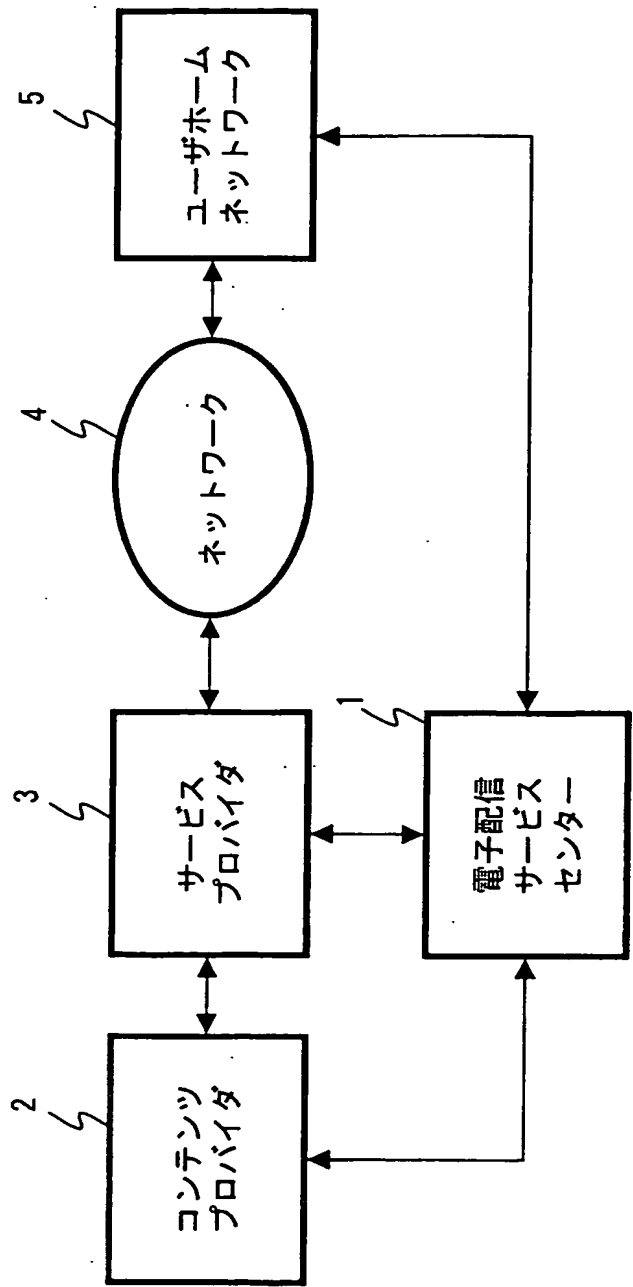 2
コンテンツ
プロバイダ
3
サービス
プロバイダ
4
ネットワーク
5
ユーザホーム
ネットワーク
1
電子配信
サービス
センター